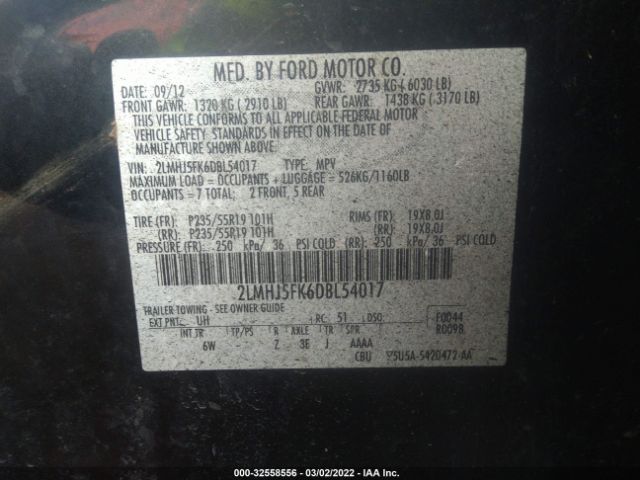 MFD. BY FORD MOTOR CO.
DATE: 09/12 GVWR: 2735 KG ( 6030 LB)
FRONT GAWR: 1320 KG ( 2910 LB) REAR GAWR: 1438 KG ( 3170 LB)
THIS VEHICLE CONFORMS TO ALL APPLICABLE FEDERAL MOTOR
VEHICLE SAFETY STANDARDS IN EFFECT ON THE DATE OF
MANUFACTURE SHOWN ABOVE.
VIN: 2LMHJ5FK6DBL54017 TYPE: MPV
MAXIMUM LOAD = OCCUPANTS + LUGGAGE = 526KG/1160LB
OCCUPANTS = 7 TOTAL; 2 FRONT, 5 REAR
TIRE (FR): P235/55R19 101H RIMS (FR): 19X8.0J
(RR): P235/55R19 101H (RR): 19X8.0J
PRESSURE (FR): 250 kPa/ 36 PSI COLD (RR): 250 kPa/ 36 PSI COLD
2LMHJ5FK6DBL54017
TRAILER TOWING - SEE OWNER GUIDE
EXT PNT: UH RC: 51 DSO: F0044
R0098
INT TR TP/PS R AXLE TR SPR
6W Z 3E J AAAA
CBU 5U5A-5420472-AA
000-32558556 - 03/02/2022 - IAA Inc.